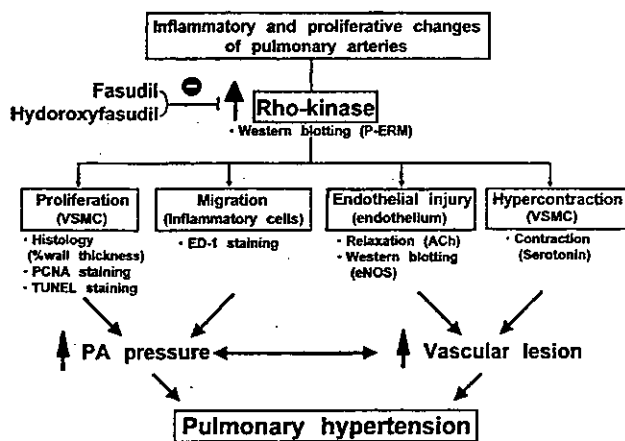 Inflammatory and proliferative changes
of pulmonary arteries
Fasudil
Hydoroxyfasudil
Rho-kinase
· Western blotting (P-ERM)
Proliferation
(VSMC)
· Histology
(%wall thickness)
· PCNA staining
· TUNEL staining
Migration
(Inflammatory cells)
· ED-1 staining
Endothelial injury
(endothelium)
· Relaxation (ACh)
· Western blotting
(eNOS)
Hypercontraction
(VSMC)
· Contraction
(Serotonin)
PA pressure
Vascular lesion
Pulmonary hypertension